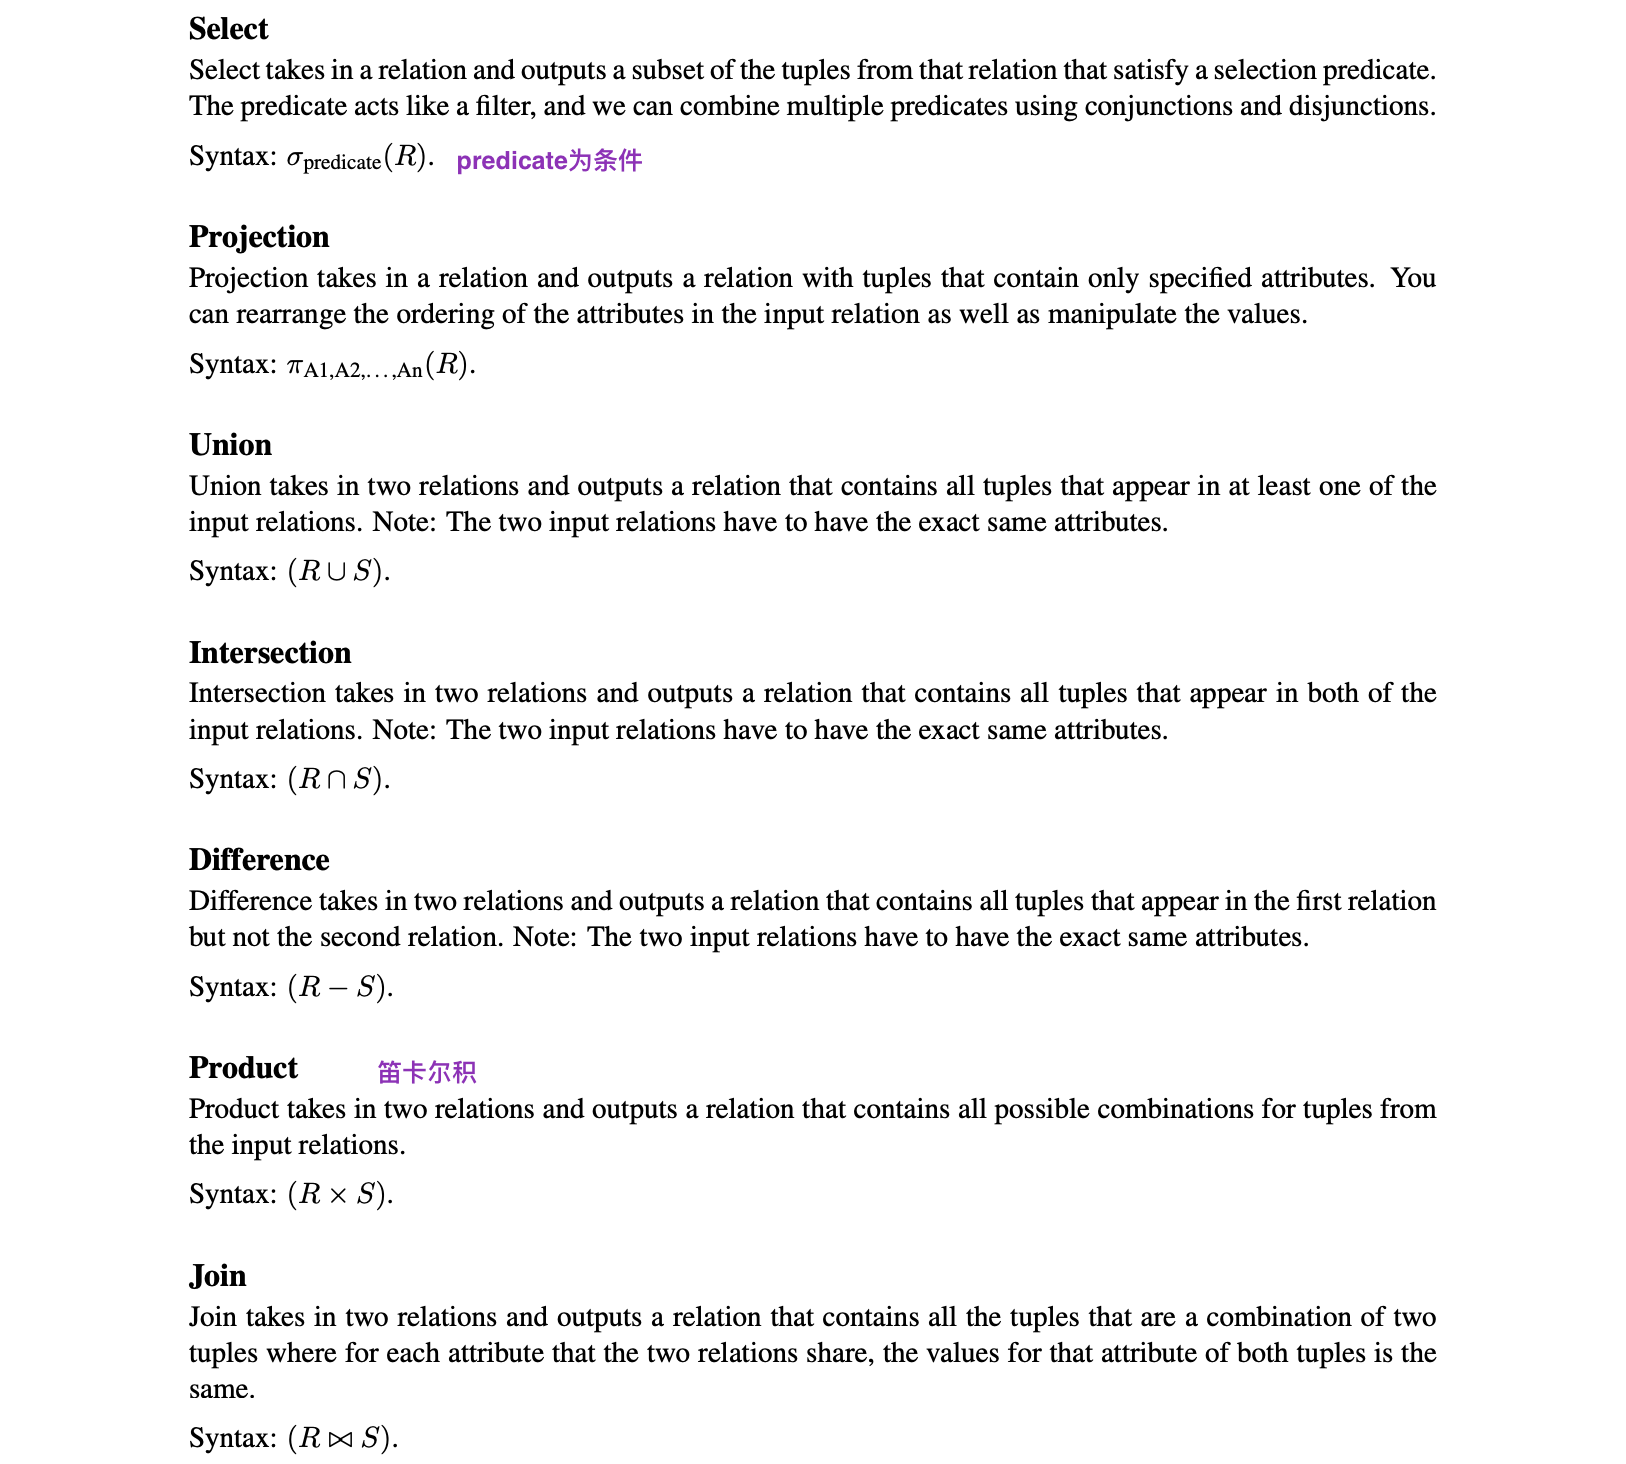 Select
Select takes in a relation and outputs a subset of the tuples from that relation that satisfy a selection predicate.
The predicate acts like a filter, and we can combine multiple predicates using conjunctions and disjunctions.
Syntax: σpredicate(R). predicate为条件
Projection
Projection takes in a relation and outputs a relation with tuples that contain only specified attributes. You
can rearrange the ordering of the attributes in the input relation as well as manipulate the values.
Syntax: πA1,A2,...,An(R).
Union
Union takes in two relations and outputs a relation that contains all tuples that appear in at least one of the
input relations. Note: The two input relations have to have the exact same attributes.
Syntax: (R ∪ S).
Intersection
Intersection takes in two relations and outputs a relation that contains all tuples that appear in both of the
input relations. Note: The two input relations have to have the exact same attributes.
Syntax: (R ∩ S).
Difference
Difference takes in two relations and outputs a relation that contains all tuples that appear in the first relation
but not the second relation. Note: The two input relations have to have the exact same attributes.
Syntax: (R − S).
Product 笛卡尔积
Product takes in two relations and outputs a relation that contains all possible combinations for tuples from
the input relations.
Syntax: (R × S).
Join
Join takes in two relations and outputs a relation that contains all the tuples that are a combination of two
tuples where for each attribute that the two relations share, the values for that attribute of both tuples is the
same.
Syntax: (R ⋈ S).